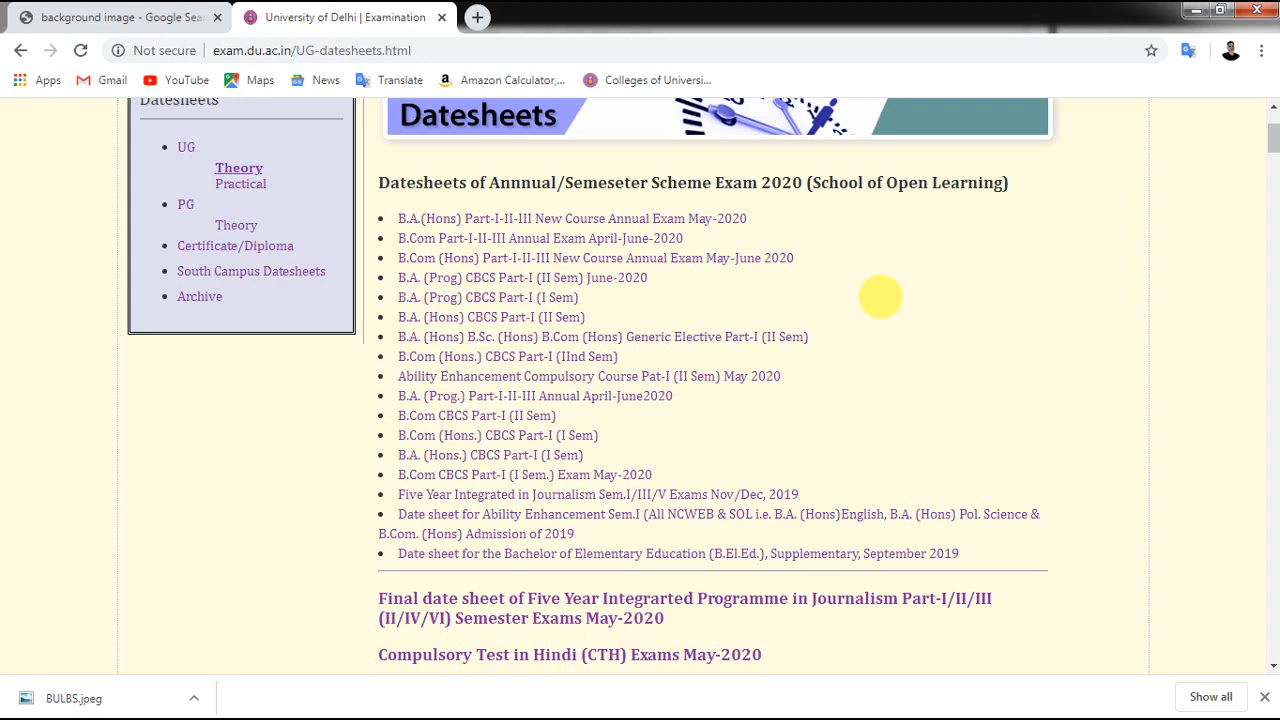 background image - Google Sea
University of Delhi | Examination
Not secure exam.du.ac.in/UG-datesheets.html
Apps Gmail YouTube Maps News Translate Amazon Calculator,... Colleges of Universi...
Datesheets
UG
Theory
Practical
PG
Theory
Certificate/Diploma
South Campus Datesheets
Archive
Datesheets
Datesheets of Annnual/Semeseter Scheme Exam 2020 (School of Open Learning)
B.A.(Hons) Part-I-II-III New Course Annual Exam May-2020
B.Com Part-I-II-III Annual Exam April-June-2020
B.Com (Hons) Part-I-II-III New Course Annual Exam May-June 2020
B.A. (Prog) CBCS Part-I (II Sem) June-2020
B.A. (Prog) CBCS Part-I (I Sem)
B.A. (Hons) CBCS Part-I (II Sem)
B.A. (Hons) B.Sc. (Hons) B.Com (Hons) Generic Elective Part-I (II Sem)
B.Com (Hons.) CBCS Part-I (IInd Sem)
Ability Enhancement Compulsory Course Pat-I (II Sem) May 2020
B.A. (Prog.) Part-I-II-III Annual April-June2020
B.Com CBCS Part-I (II Sem)
B.Com (Hons.) CBCS Part-I (I Sem)
B.A. (Hons.) CBCS Part-I (I Sem)
B.Com CBCS Part-I (I Sem.) Exam May-2020
Five Year Integrated in Journalism Sem.I/III/V Exams Nov/Dec, 2019
Date sheet for Ability Enhancement Sem.I (All NCWEB & SOL i.e. B.A. (Hons)English, B.A. (Hons) Pol. Science &
B.Com. (Hons) Admission of 2019
Date sheet for the Bachelor of Elementary Education (B.El.Ed.), Supplementary, September 2019
Final date sheet of Five Year Integrarted Programme in Journalism Part-I/II/III
(II/IV/VI) Semester Exams May-2020
Compulsory Test in Hindi (CTH) Exams May-2020
BULBS.jpeg
Show all